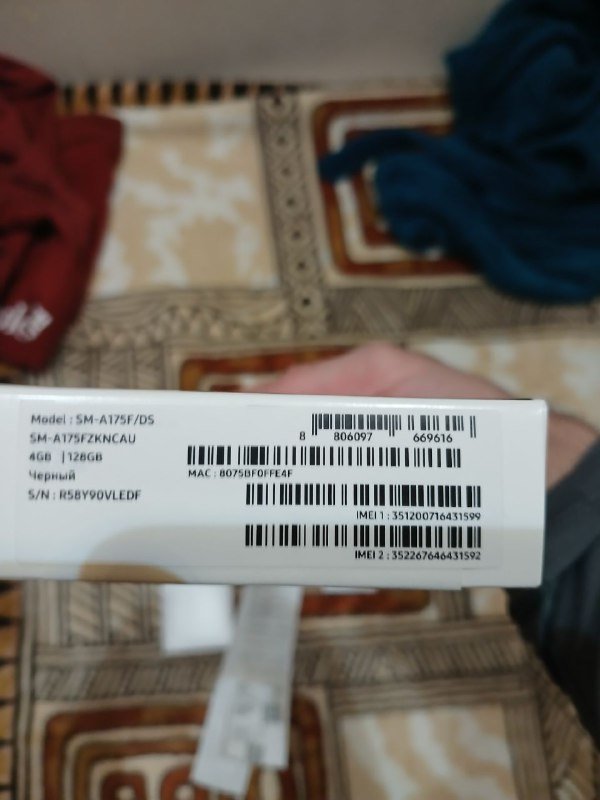 Model : SM-A175F/DS
SM-A175FZKNCAU
4GB | 128GB
Черный
S/N : R58Y90VLEDF
8 806097 669616
MAC : 8075BF0FFE4F
IMEI 1 : 351200716431599
IMEI 2 : 352267646431592